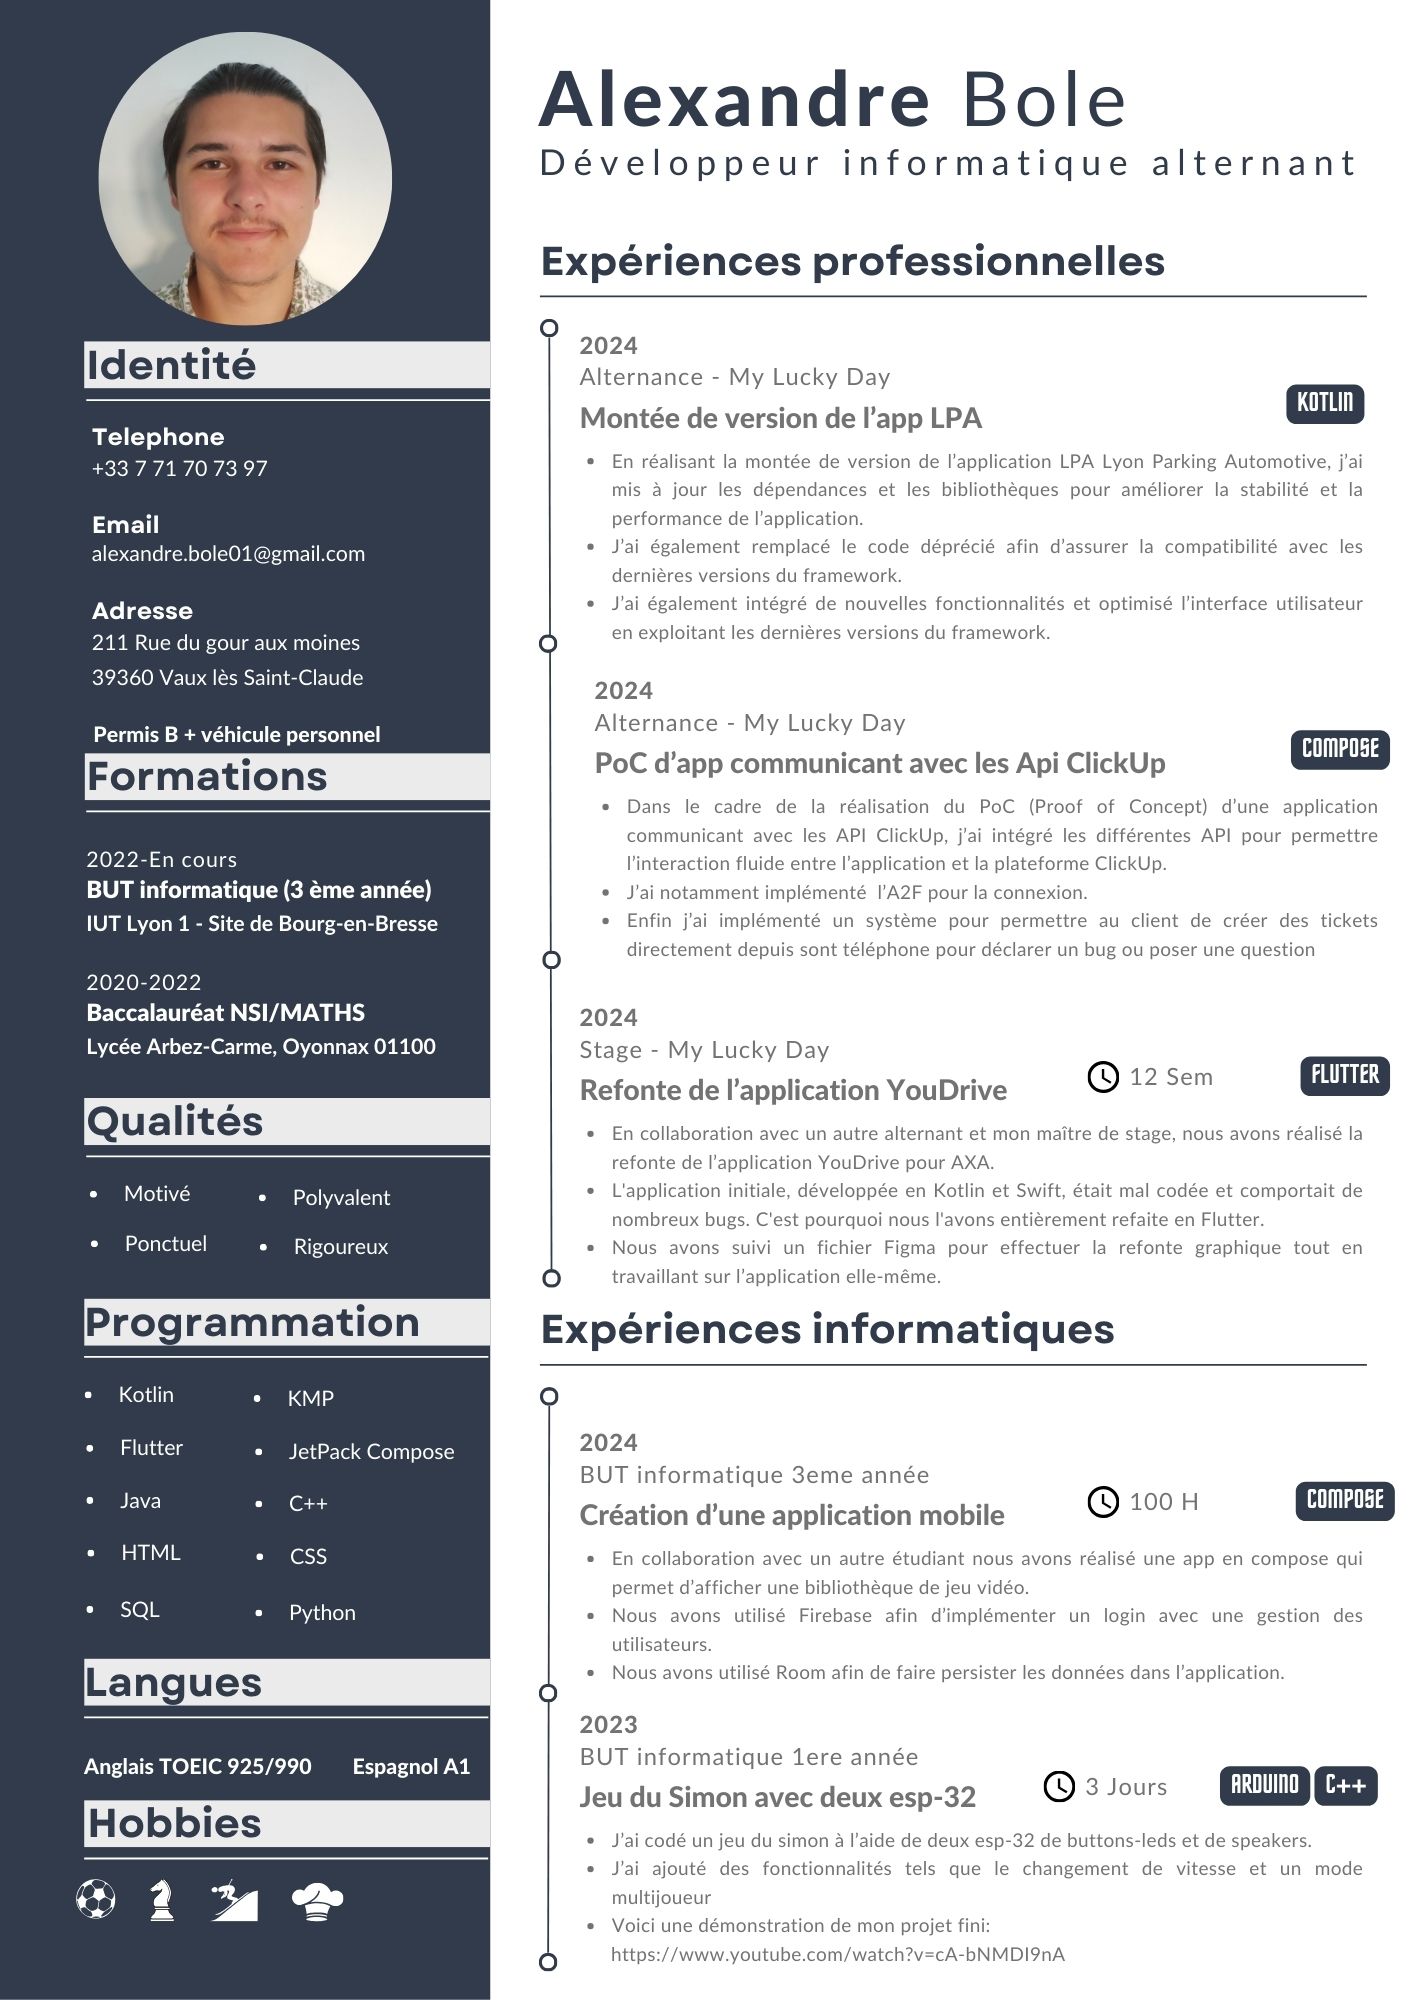 Alexandre Bole
Développeur informatique alternant
Identité
Telephone
+33 7 71 70 73 97
Email
alexandre.bole01@gmail.com
Adresse
211 Rue du gour aux moines
39360 Vaux lès Saint-Claude
Permis B + véhicule personnel
Formations
2022-En cours
BUT informatique (3 ème année)
IUT Lyon 1 - Site de Bourg-en-Bresse
2020-2022
Baccalauréat NSI/MATHS
Lycée Arbez-Carme, Oyonnax 01100
Qualités
• Motivé • Polyvalent
• Ponctuel • Rigoureux
Programmation
• Kotlin • KMP
• Flutter • JetPack Compose
• Java • C++
• HTML • CSS
• SQL • Python
Langues
Anglais TOEIC 925/990 Espagnol A1
Hobbies
Expériences professionnelles
2024
Alternance - My Lucky Day
Montée de version de l’app LPA KOTLIN
• En réalisant la montée de version de l’application LPA Lyon Parking Automotive, j’ai
mis à jour les dépendances et les bibliothèques pour améliorer la stabilité et la
performance de l’application.
• J’ai également remplacé le code déprécié afin d’assurer la compatibilité avec les
dernières versions du framework.
• J’ai également intégré de nouvelles fonctionnalités et optimisé l’interface utilisateur
en exploitant les dernières versions du framework.
2024
Alternance - My Lucky Day
PoC d’app communicant avec les Api ClickUp COMPOSE
• Dans le cadre de la réalisation du PoC (Proof of Concept) d’une application
communicant avec les API ClickUp, j’ai intégré les différentes API pour permettre
l’interaction fluide entre l’application et la plateforme ClickUp.
• J’ai notamment implémenté l’A2F pour la connexion.
• Enfin j’ai implémenté un système pour permettre au client de créer des tickets
directement depuis sont téléphone pour déclarer un bug ou poser une question
2024
Stage - My Lucky Day
Refonte de l’application YouDrive 12 Sem FLUTTER
• En collaboration avec un autre alternant et mon maître de stage, nous avons réalisé la
refonte de l’application YouDrive pour AXA.
• L'application initiale, développée en Kotlin et Swift, était mal codée et comportait de
nombreux bugs. C'est pourquoi nous l'avons entièrement refaite en Flutter.
• Nous avons suivi un fichier Figma pour effectuer la refonte graphique tout en
travaillant sur l’application elle-même.
Expériences informatiques
2024
BUT informatique 3eme année
Création d’une application mobile 100 H COMPOSE
• En collaboration avec un autre étudiant nous avons réalisé une app en compose qui
permet d’afficher une bibliothèque de jeu vidéo.
• Nous avons utilisé Firebase afin d’implémenter un login avec une gestion des
utilisateurs.
• Nous avons utilisé Room afin de faire persister les données dans l’application.
2023
BUT informatique 1ere année
Jeu du Simon avec deux esp-32 3 Jours ARDUINO C++
• J’ai codé un jeu du simon à l’aide de deux esp-32 de buttons-leds et de speakers.
• J’ai ajouté des fonctionnalités tels que le changement de vitesse et un mode
multijoueur
• Voici une démonstration de mon projet fini:
https://www.youtube.com/watch?v=cA-bNMDI9nA